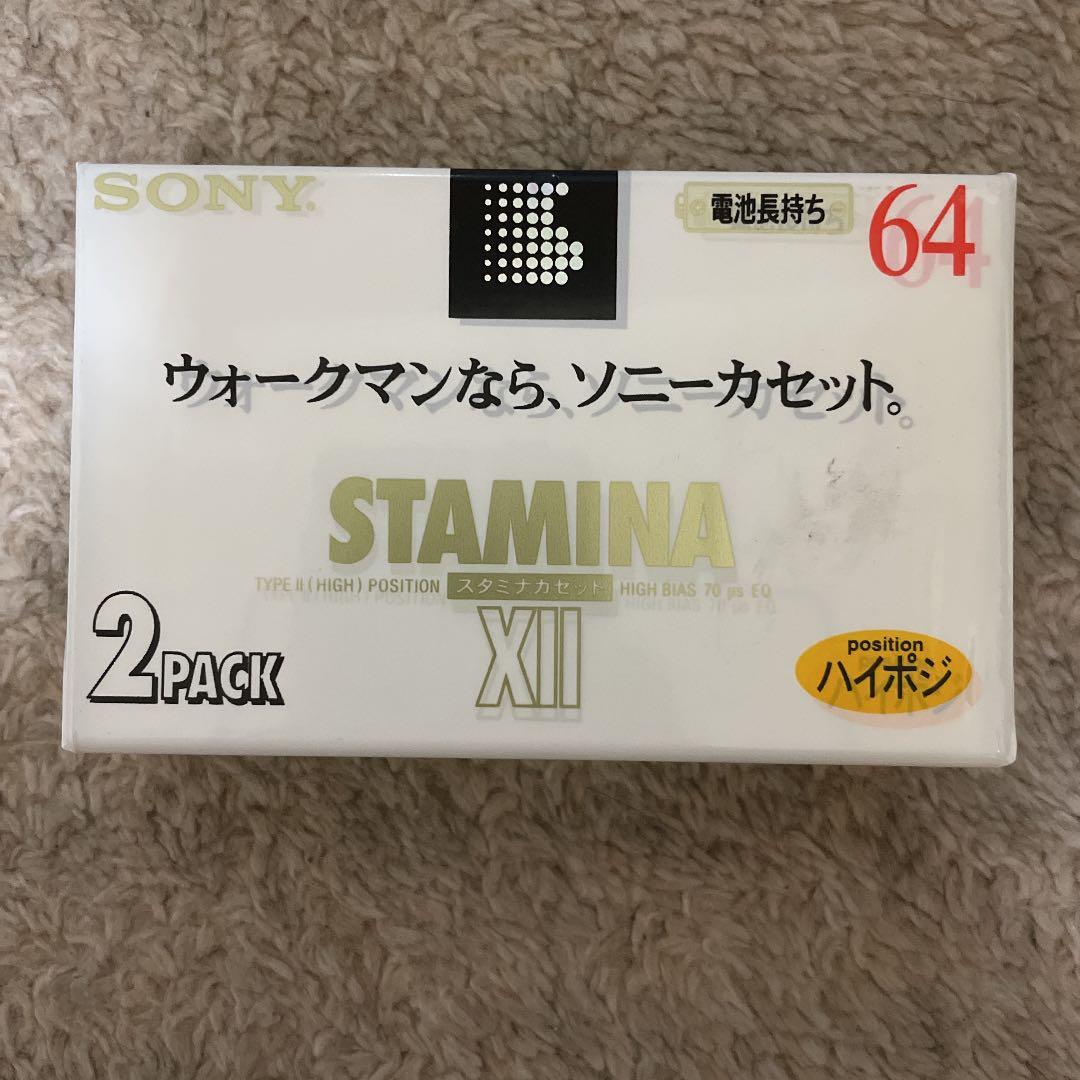 SONY.
電池長持ち
64
ウォークマンなら、ソニーカセット。
STAMINA
TYPE II (HIGH) POSITION スタミナカセット HIGH BIAS 70 μs EQ
XII
2PACK
position
ハイポジ